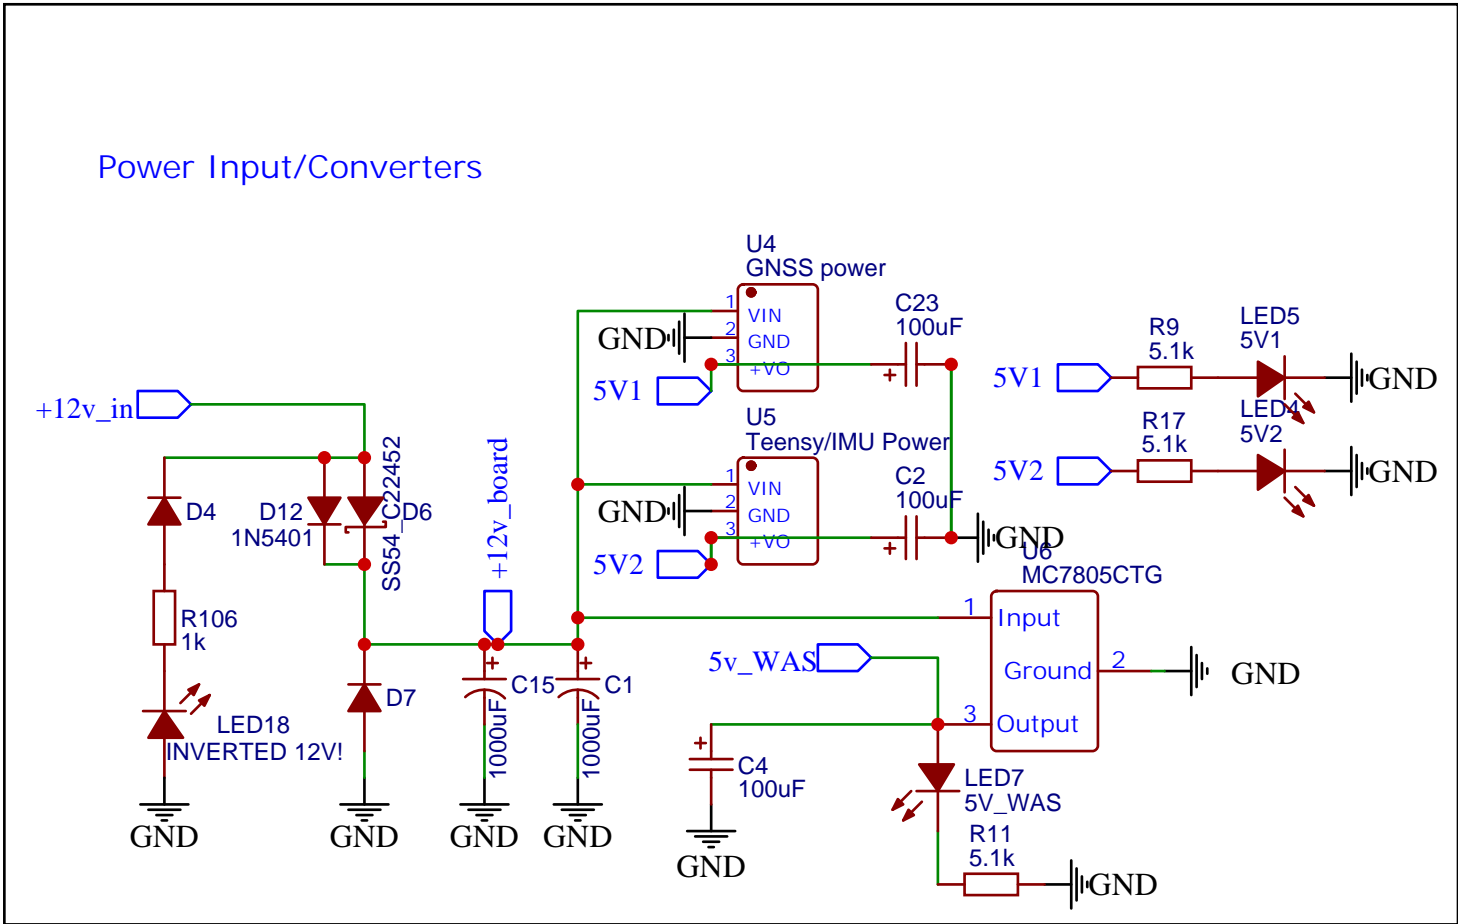 Power Input/Converters
U4
GNSS power
1
VIN
2
GND
3
+VO
GND
5V1
C23
100uF
+
U5
Teensy/IMU Power
1
VIN
2
GND
3
+VO
GND
5V2
C2
100uF
+
GND
5V1
R9
5.1k
LED5
5V1
GND
5V2
R17
5.1k
LED4
5V2
GND
+12v_in
D4
D12
1N5401
D6
SS54_C22452
R106
1k
LED18
INVERTED 12V!
GND
D7
GND
+12v_board
+
C15
1000uF
GND
+
C1
1000uF
GND
U6
MC7805CTG
1
Input
Ground
2
3
Output
GND
5v_WAS
+
C4
100uF
GND
LED7
5V_WAS
R11
5.1k
GND